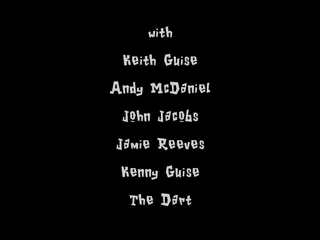 with
Keith Guise
Andy McDaniel
John Jacobs
Jamie Reeves
Kenny Guise
The Dart